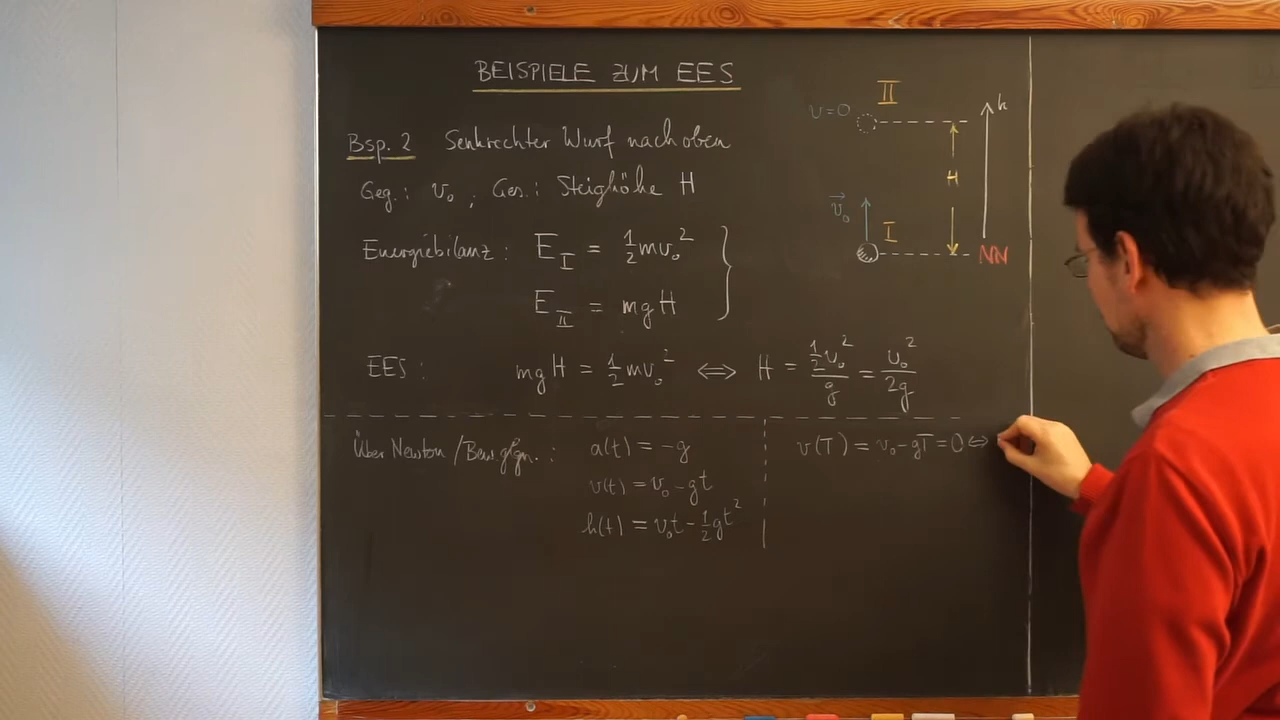 BEISPIELE ZUM EES
Bsp. 2 Senkrechter Wurf nach oben
Geg.: v₀ , Ges.: Steighöhe H
Energiebilanz: E_I = ½mv₀²
E_II = mgH
EES: mgH = ½mv₀² ⟺ H = ½v₀²/g = v₀²/2g
Über Newton/Bew.glgn.: a(t) = -g
v(t) = v₀ - gt
h(t) = v₀t - ½gt²
v(T) = v₀ - gT = 0 ⟺
II
v=0
h
H
v⃗₀
I
NN